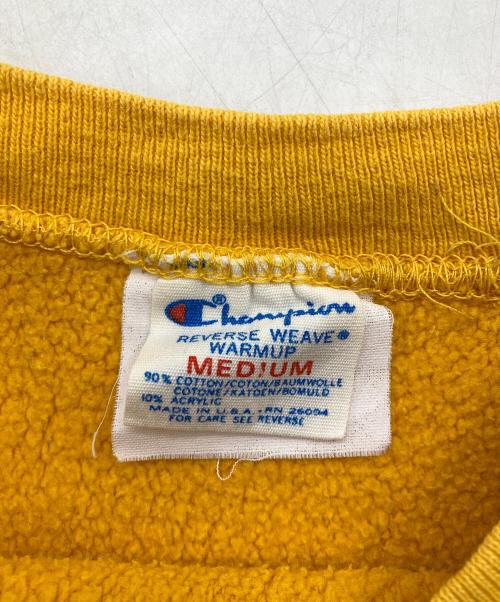 ®
Champion
REVERSE WEAVE®
WARMUP
MEDIUM
90% COTTON/COTON/BAUMWOLLE
COTONE/KATOEN/BOMULD
10% ACRYLIC
MADE IN U.S.A. - RN 26094
FOR CARE SEE REVERSE